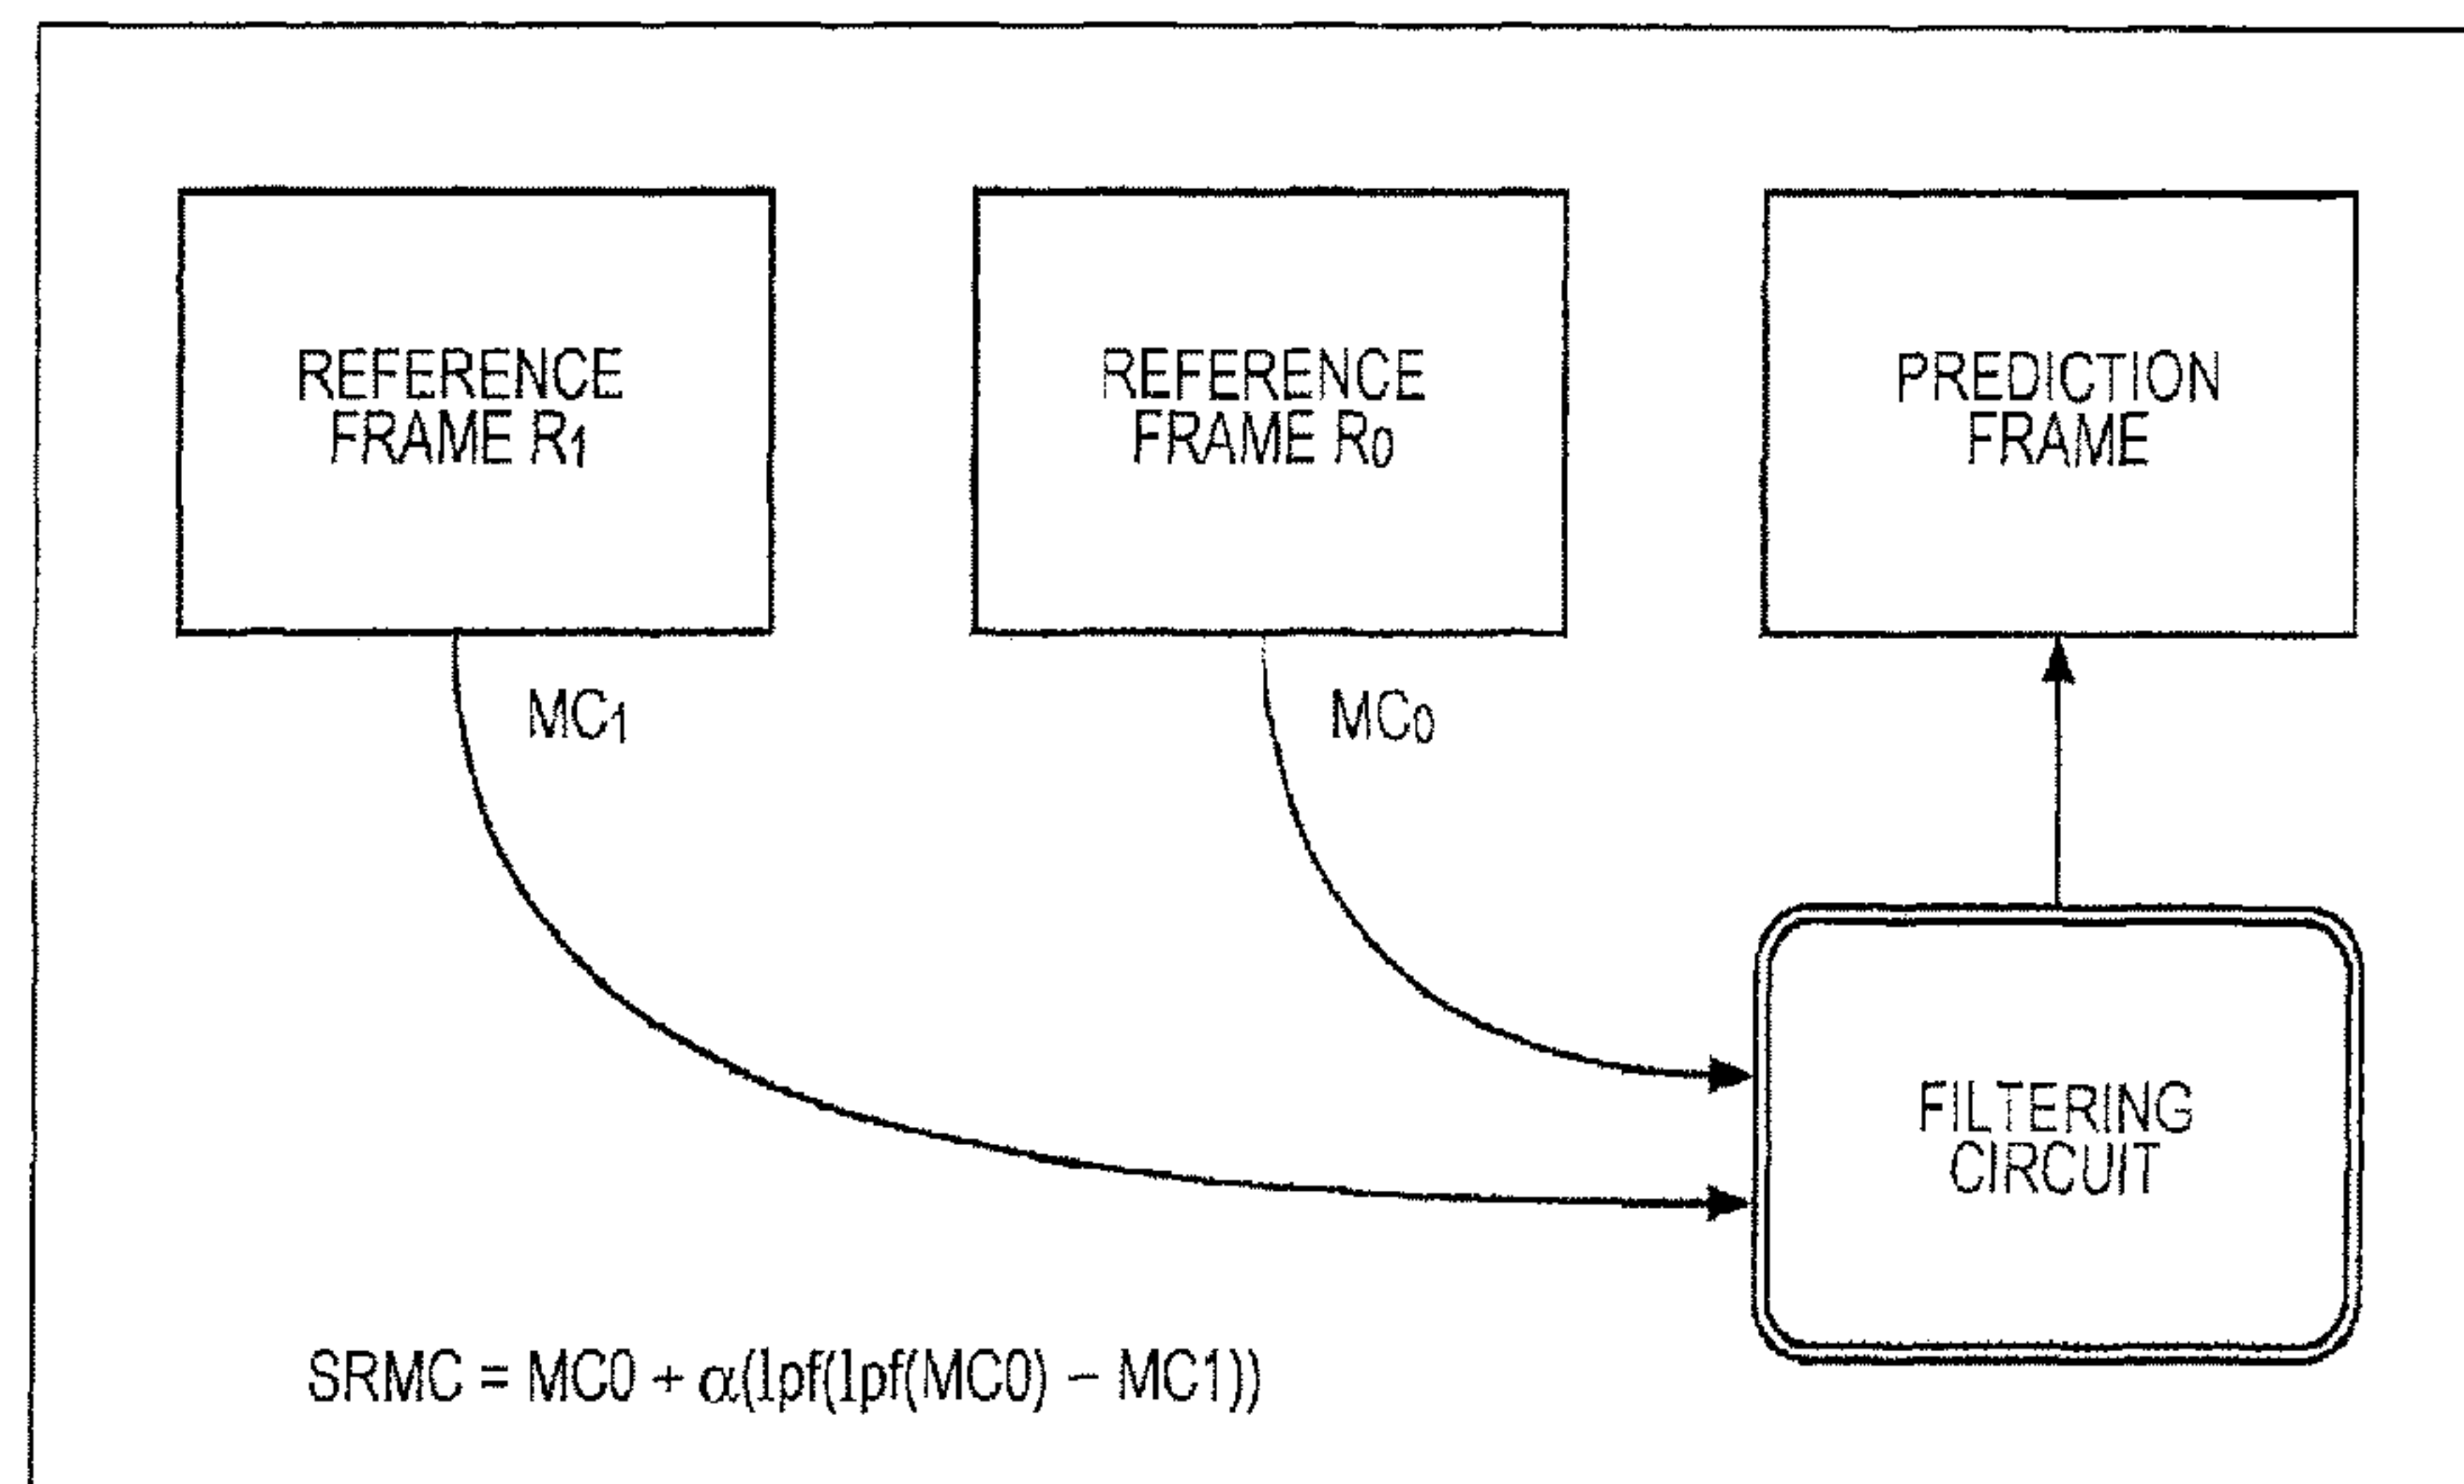 REFERENCE
FRAME R1
REFERENCE
FRAME R0
PREDICTION
FRAME
MC1
MC0
FILTERING
CIRCUIT
SRMC = MC0 + α(lpf(lpf(MC0) − MC1))